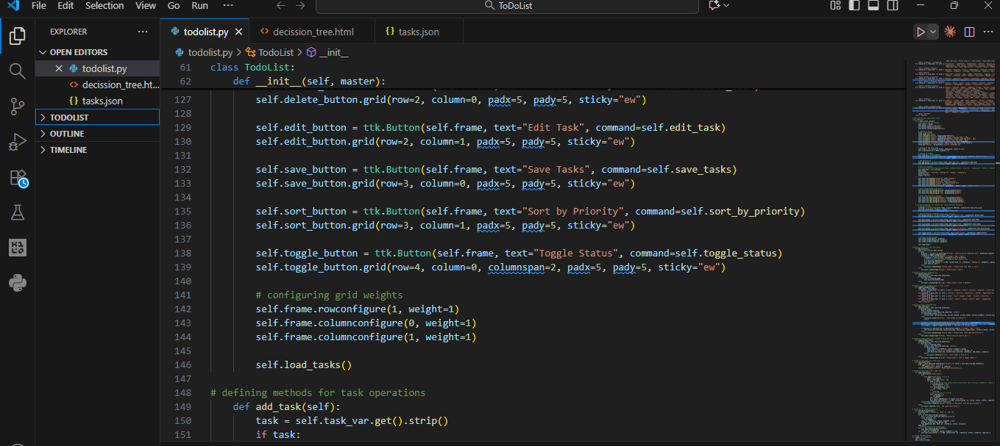 File Edit Selection View Go Run ··· ToDoList
EXPLORER ···
OPEN EDITORS
todolist.py
decission_tree.ht...
tasks.json
TODOLIST
OUTLINE
TIMELINE
todolist.py decission_tree.html tasks.json
todolist.py > TodoList > __init__
61 class TodoList:
62 def __init__(self, master):
127 self.delete_button.grid(row=2, column=0, padx=5, pady=5, sticky="ew")
128
129 self.edit_button = ttk.Button(self.frame, text="Edit Task", command=self.edit_task)
130 self.edit_button.grid(row=2, column=1, padx=5, pady=5, sticky="ew")
131
132 self.save_button = ttk.Button(self.frame, text="Save Tasks", command=self.save_tasks)
133 self.save_button.grid(row=3, column=0, padx=5, pady=5, sticky="ew")
134
135 self.sort_button = ttk.Button(self.frame, text="Sort by Priority", command=self.sort_by_priority)
136 self.sort_button.grid(row=3, column=1, padx=5, pady=5, sticky="ew")
137
138 self.toggle_button = ttk.Button(self.frame, text="Toggle Status", command=self.toggle_status)
139 self.toggle_button.grid(row=4, column=0, columnspan=2, padx=5, pady=5, sticky="ew")
140
141 # configuring grid weights
142 self.frame.rowconfigure(1, weight=1)
143 self.frame.columnconfigure(0, weight=1)
144 self.frame.columnconfigure(1, weight=1)
145
146 self.load_tasks()
147
148 # defining methods for task operations
149 def add_task(self):
150 task = self.task_var.get().strip()
151 if task: